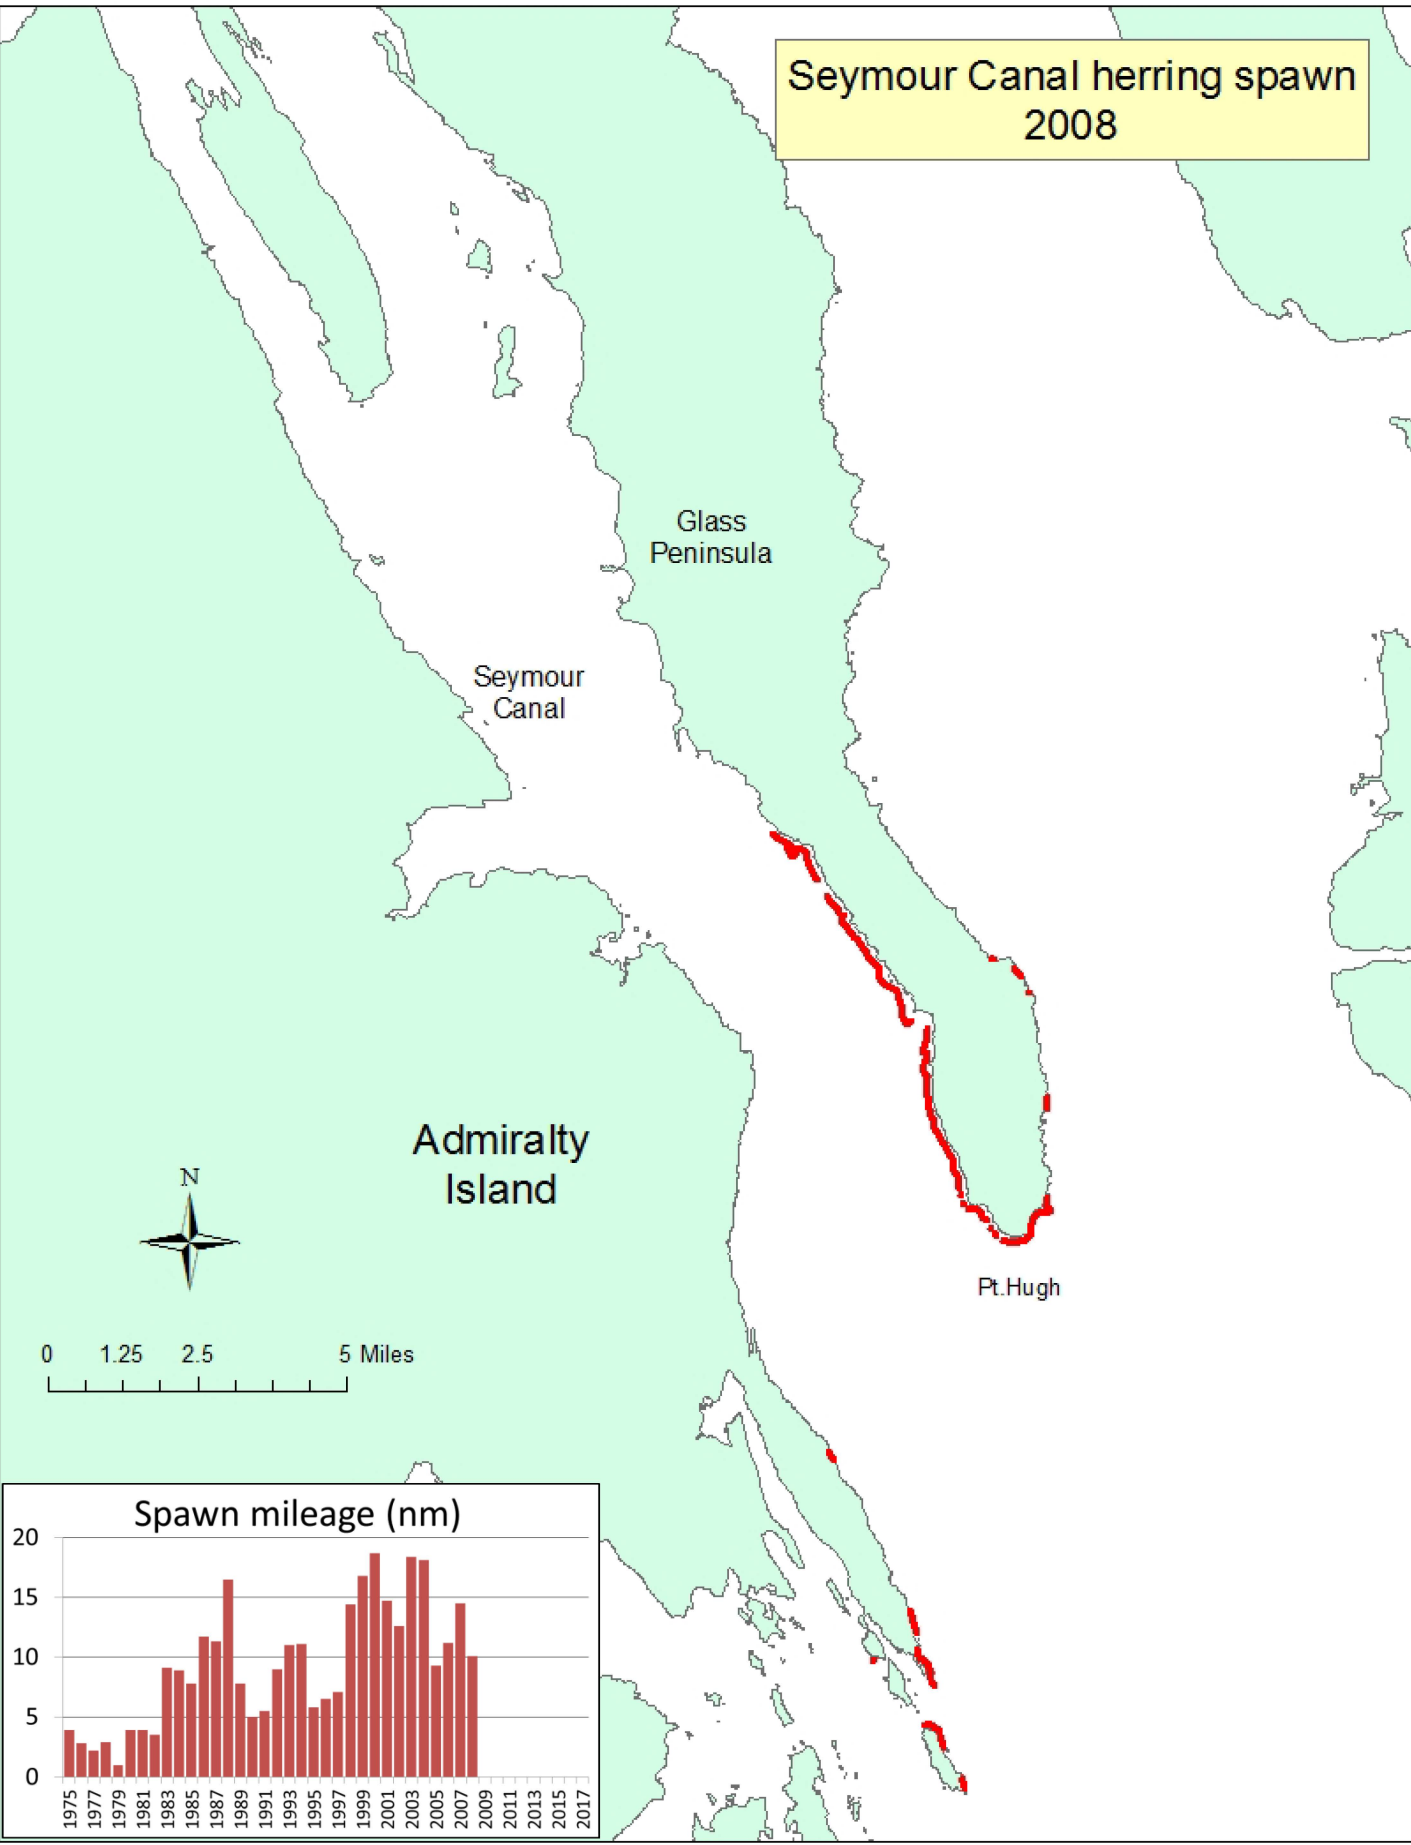 Seymour Canal herring spawn
2008
Glass
Peninsula
Seymour
Canal
Admiralty
Island
N
Pt.Hugh
0 1.25 2.5 5 Miles
Spawn mileage (nm)
20
15
10
5
0
1975 1977 1979 1981 1983 1985 1987 1989 1991 1993 1995 1997 1999 2001 2003 2005 2007 2009 2011 2013 2015 2017